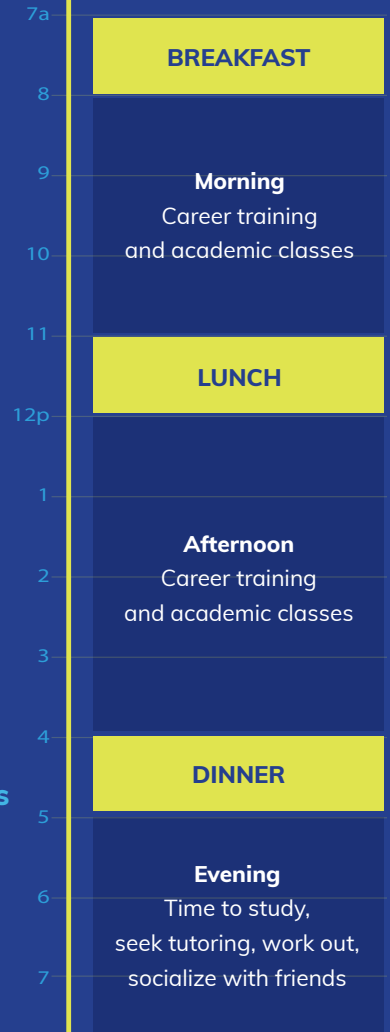 7a
BREAKFAST
8
9
Morning
Career training
10
and academic classes
11
LUNCH
12p
1
Afternoon
2
Career training
and academic classes
3
4
DINNER
s
5
Evening
6
Time to study,
seek tutoring, work out,
7
socialize with friends